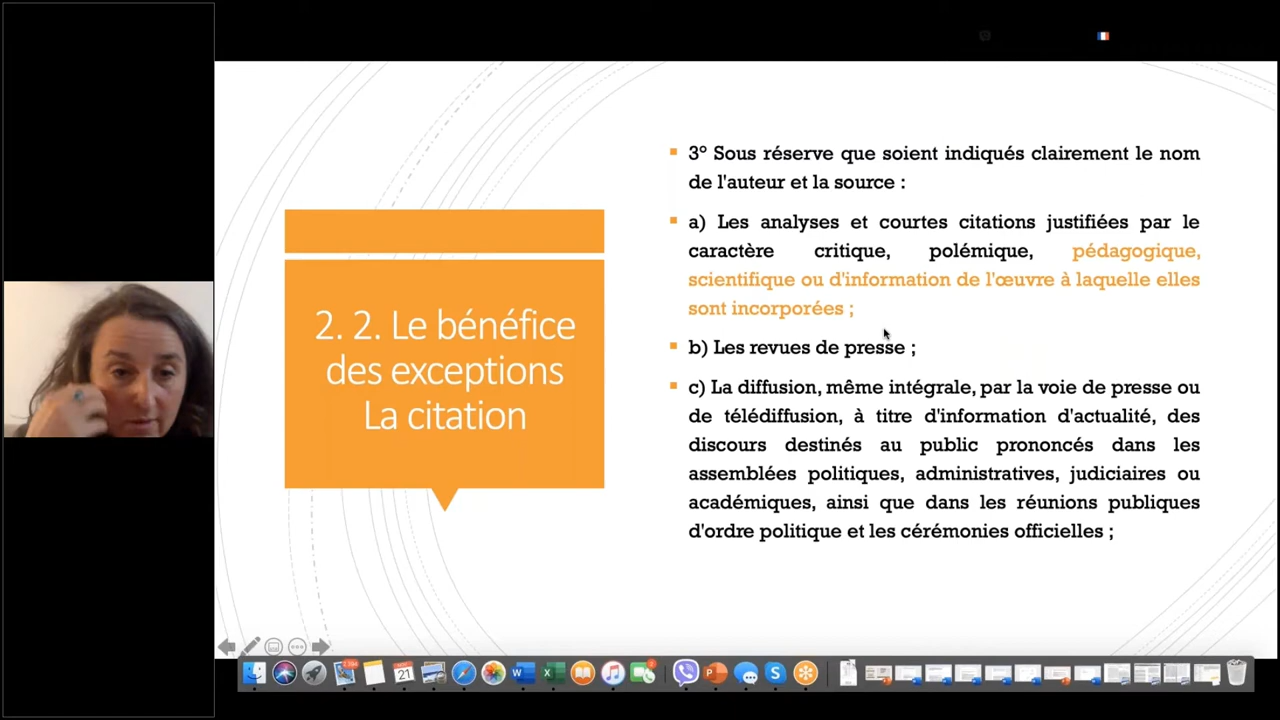 2. 2. Le bénéfice
des exceptions
La citation
3° Sous réserve que soient indiqués clairement le nom
de l'auteur et la source :
a) Les analyses et courtes citations justifiées par le
caractère critique, polémique, pédagogique,
scientifique ou d'information de l'œuvre à laquelle elles
sont incorporées ;
b) Les revues de presse ;
c) La diffusion, même intégrale, par la voie de presse ou
de télédiffusion, à titre d'information d'actualité, des
discours destinés au public prononcés dans les
assemblées politiques, administratives, judiciaires ou
académiques, ainsi que dans les réunions publiques
d'ordre politique et les cérémonies officielles ;
21